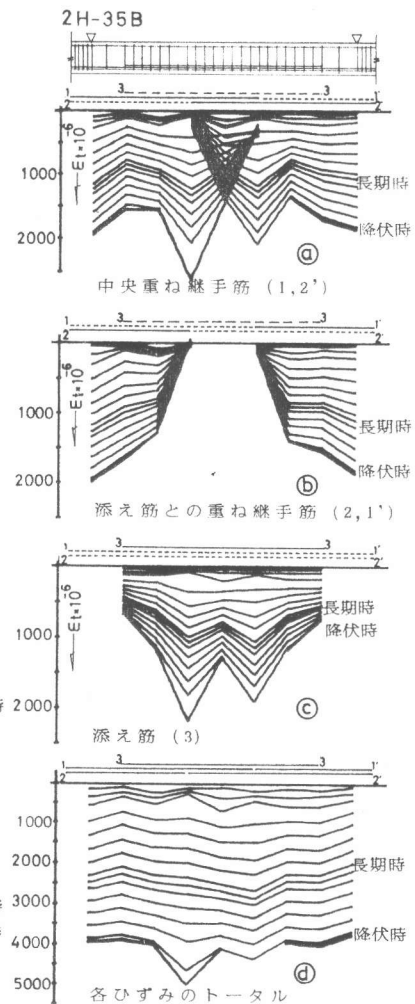 2H-35B
1 3 3 1'
2 2'
1000
2000
Et×10⁻⁶
長期時
降伏時
ⓐ
中央重ね継手筋 (1,2')
1 3 3 1'
2 2'
1000
2000
Et×10⁻⁶
長期時
降伏時
ⓑ
添え筋との重ね継手筋 (2,1')
1 3 3 1'
2 2'
1000
2000
Et×10⁻⁶
長期時
降伏時
ⓒ
添え筋 (3)
1 3 3 1'
2 2'
1000
2000
3000
4000
5000
長期時
降伏時
ⓓ
各ひずみのトータル